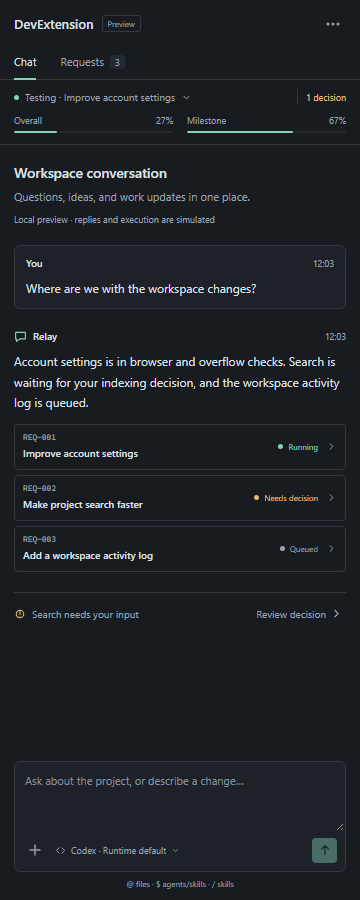 DevExtension Preview
Chat Requests 3
Testing · Improve account settings 1 decision
Overall 27% Milestone 67%
Workspace conversation
Questions, ideas, and work updates in one place.
Local preview · replies and execution are simulated
You 12:03
Where are we with the workspace changes?
Relay 12:03
Account settings is in browser and overflow checks. Search is
waiting for your indexing decision, and the workspace activity
log is queued.
REQ-001
Improve account settings Running
REQ-002
Make project search faster Needs decision
REQ-003
Add a workspace activity log Queued
Search needs your input Review decision
Ask about the project, or describe a change...
Codex · Runtime default
@ files · $ agents/skills · / skills